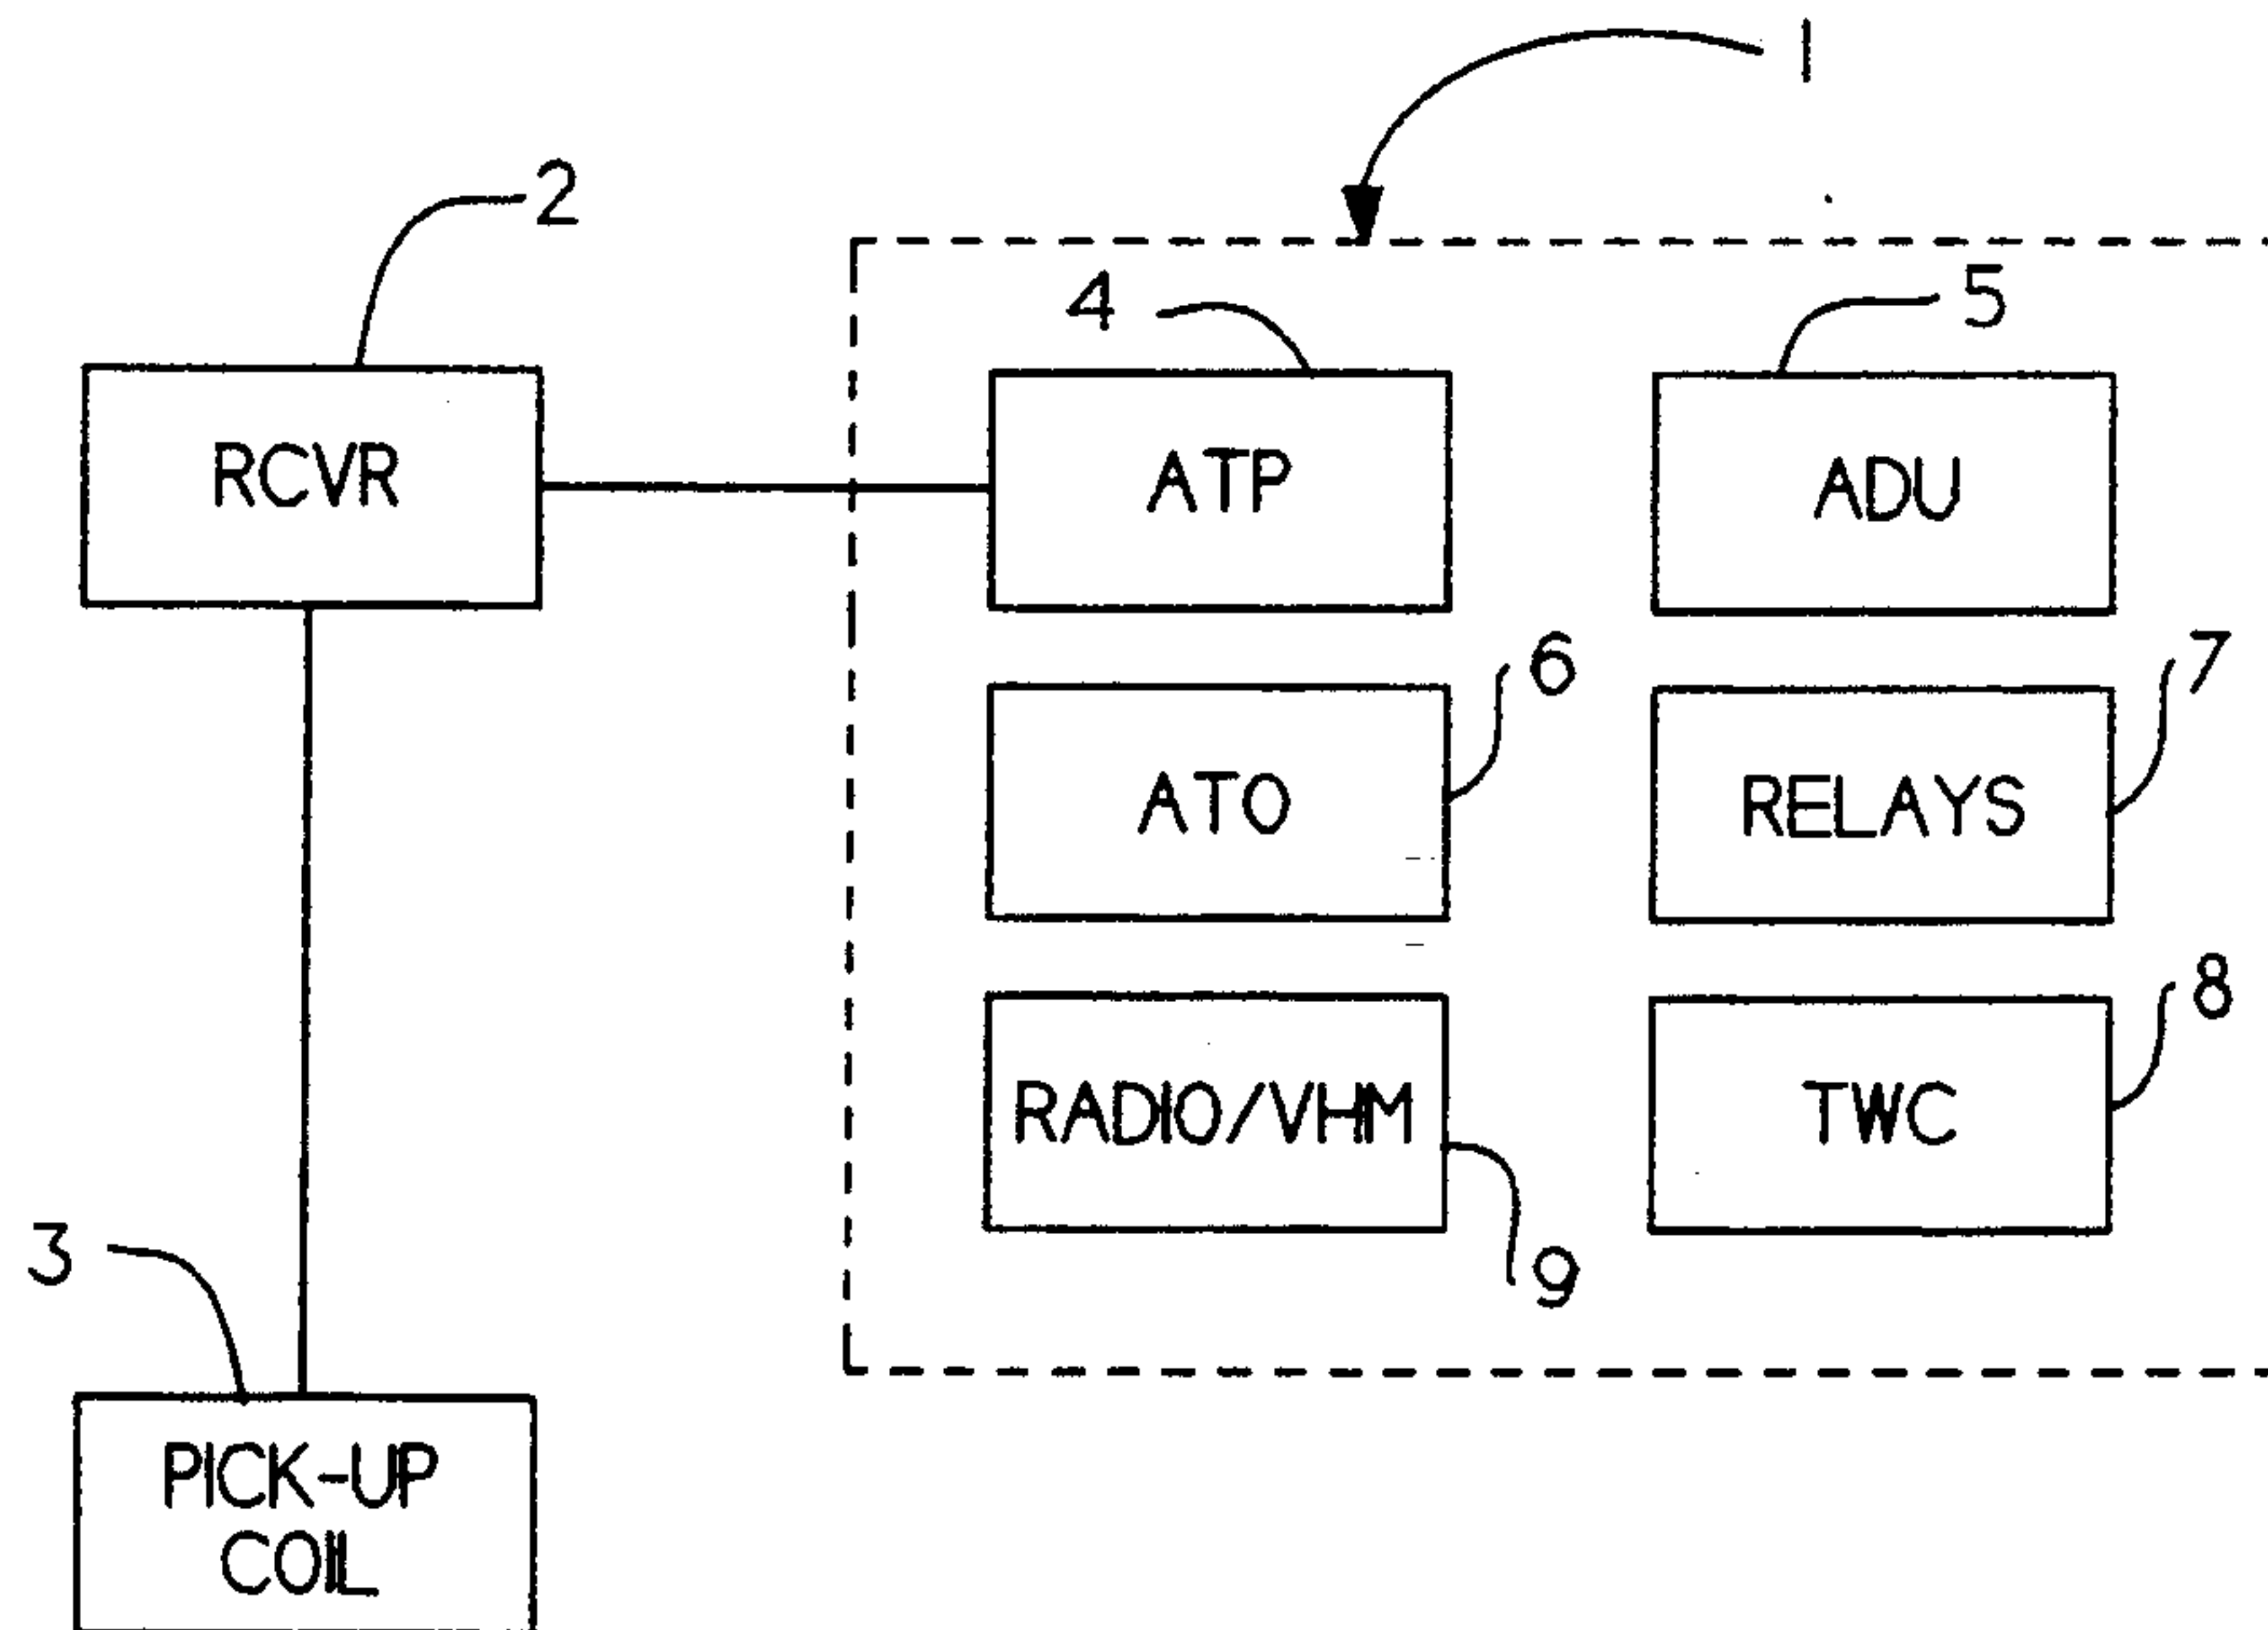 1
2
4
5
RCVR
ATP
ADU
6
7
ATO
RELAYS
8
RADIO/VHM
TWC
3
9
PICK-UP
COIL